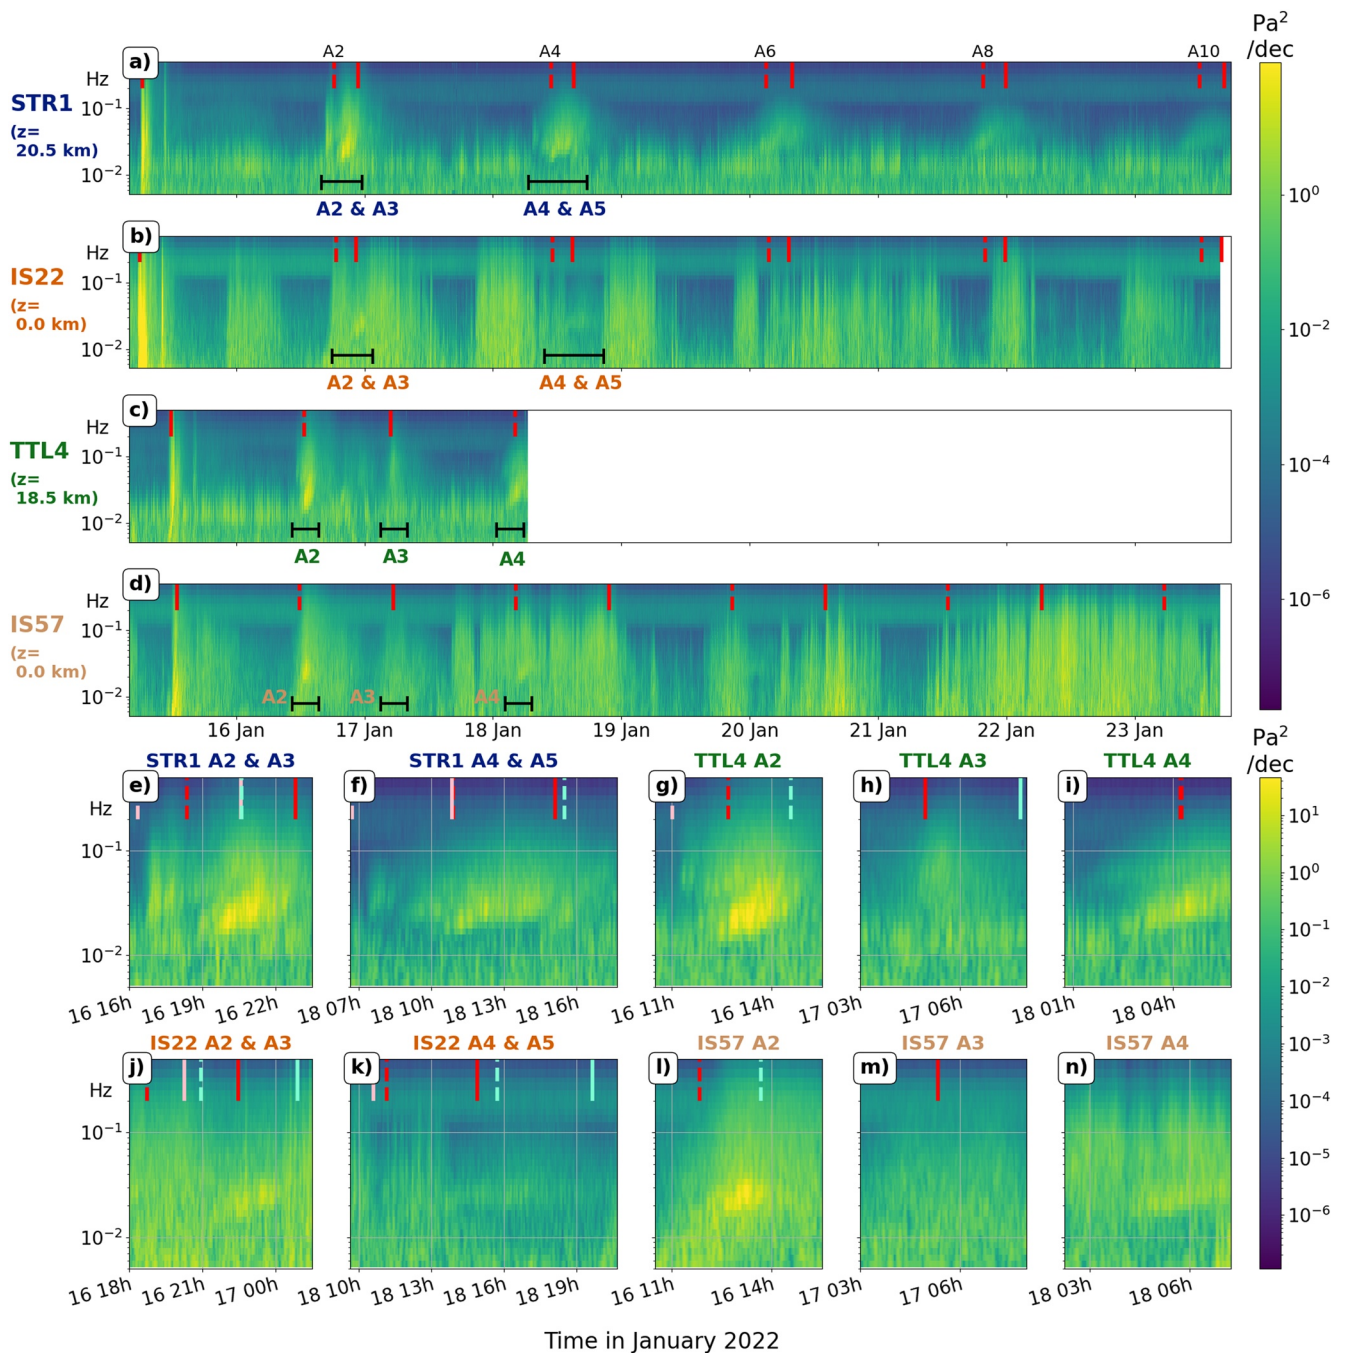 Pa²
/dec
A2 A4 A6 A8 A10
a)
Hz
STR1
(z=
20.5 km)
10⁻¹
10⁻²
A2 & A3 A4 & A5
10⁰
b)
Hz
IS22
(z=
0.0 km)
10⁻¹
10⁻²
A2 & A3 A4 & A5
10⁻²
c)
Hz
TTL4
(z=
18.5 km)
10⁻¹
10⁻²
A2 A3 A4
10⁻⁴
d)
Hz
IS57
(z=
0.0 km)
10⁻¹
10⁻²
A2 A3 A4
10⁻⁶
16 Jan 17 Jan 18 Jan 19 Jan 20 Jan 21 Jan 22 Jan 23 Jan
Pa²
/dec
STR1 A2 & A3 STR1 A4 & A5 TTL4 A2 TTL4 A3 TTL4 A4
e) f) g) h) i)
Hz
10⁻¹
10⁻²
16 16h 16 19h 16 22h 18 07h 18 10h 18 13h 18 16h 16 11h 16 14h 17 03h 17 06h 18 01h 18 04h
IS22 A2 & A3 IS22 A4 & A5 IS57 A2 IS57 A3 IS57 A4
j) k) l) m) n)
Hz
10⁻¹
10⁻²
16 18h 16 21h 17 00h 18 10h 18 13h 18 16h 18 19h 16 11h 16 14h 17 03h 17 06h 18 03h 18 06h
10¹
10⁰
10⁻¹
10⁻²
10⁻³
10⁻⁴
10⁻⁵
10⁻⁶
Time in January 2022